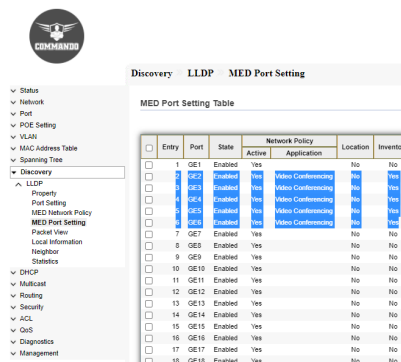 COMMANDO
Discovery LLDP MED Port Setting
Status
Network
Port
POE Setting
VLAN
MAC Address Table
Spanning Tree
Discovery
LLDP
Property
Port Setting
MED Network Policy
MED Port Setting
Packet View
Local Information
Neighbor
Statistics
DHCP
Multicast
Routing
Security
ACL
QoS
Diagnostics
Management
MED Port Setting Table
Entry Port State Network Policy Location Invento
Active Application
1 GE1 Enabled Yes No No
2 GE2 Enabled Yes Video Conferencing No Yes
3 GE3 Enabled Yes Video Conferencing No Yes
4 GE4 Enabled Yes Video Conferencing No Yes
5 GE5 Enabled Yes Video Conferencing No Yes
6 GE6 Enabled Yes Video Conferencing No Yes
7 GE7 Enabled Yes No No
8 GE8 Enabled Yes No No
9 GE9 Enabled Yes No No
10 GE10 Enabled Yes No No
11 GE11 Enabled Yes No No
12 GE12 Enabled Yes No No
13 GE13 Enabled Yes No No
14 GE14 Enabled Yes No No
15 GE15 Enabled Yes No No
16 GE16 Enabled Yes No No
17 GE17 Enabled Yes No No
18 GE18 Enabled Yes No No